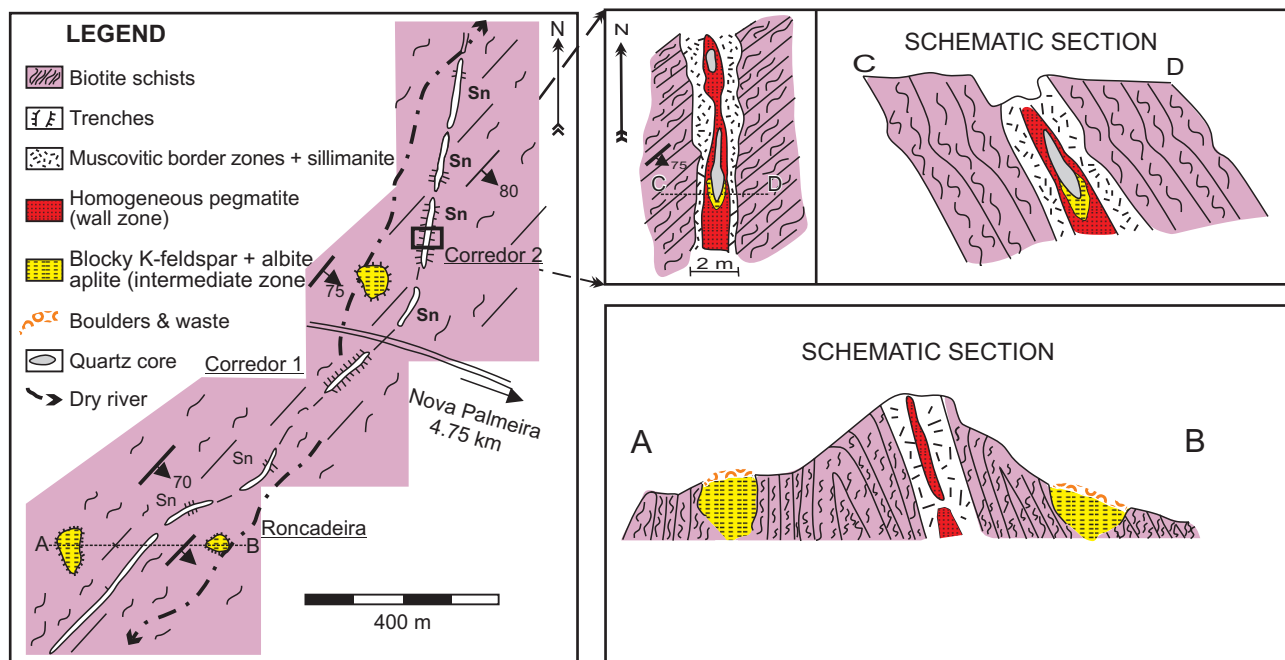 LEGEND
Biotite schists
Trenches
Muscovitic border zones + sillimanite
Homogeneous pegmatite
(wall zone)
Blocky K-feldspar + albite
aplite (intermediate zone
Boulders & waste
Quartz core
Dry river
N
Sn
Sn
80
Sn
Corredor 2
75
Sn
Corredor 1
Nova Palmeira
4.75 km
Sn
70
Sn
Roncadeira
A
B
400 m
N
75
C
D
2 m
SCHEMATIC SECTION
C
D
SCHEMATIC SECTION
A
B